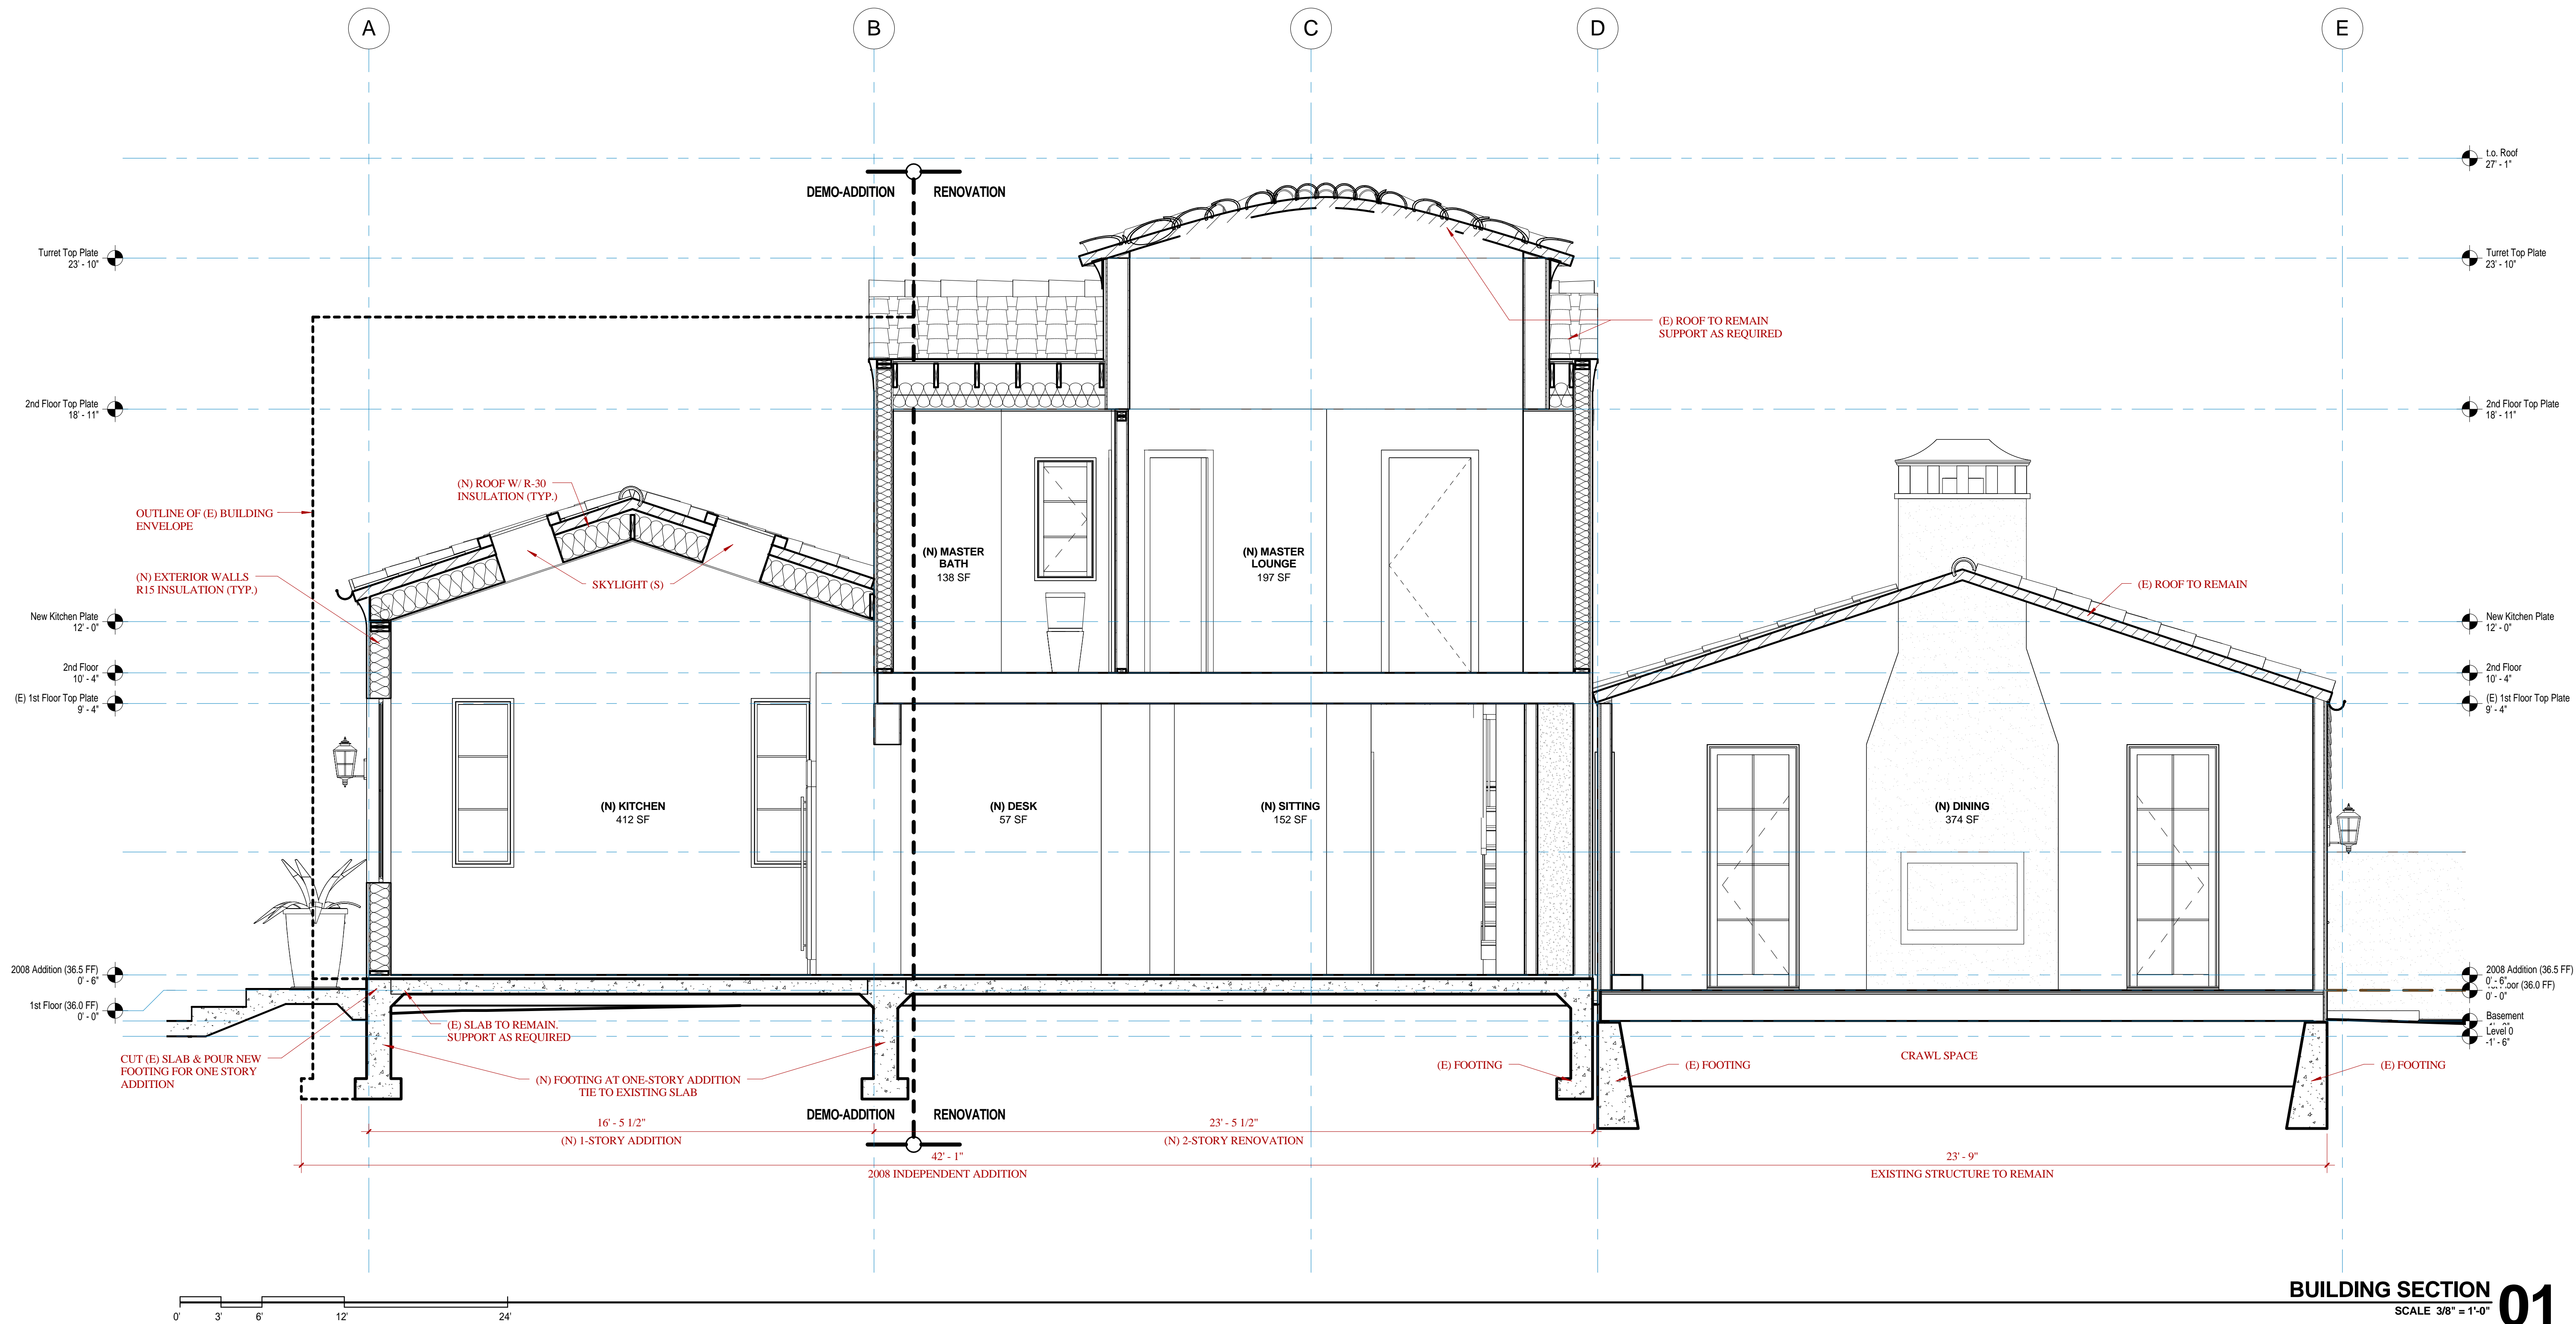 A
B
C
D
E
t.o. Roof
27' - 1"
DEMO-ADDITION
RENOVATION
Turret Top Plate
23' - 10"
Turret Top Plate
23' - 10"
(E) ROOF TO REMAIN
SUPPORT AS REQUIRED
2nd Floor Top Plate
18' - 11"
2nd Floor Top Plate
18' - 11"
(N) ROOF W/ R-30
INSULATION (TYP.)
OUTLINE OF (E) BUILDING
ENVELOPE
(N) MASTER
BATH
138 SF
(N) MASTER
LOUNGE
197 SF
(N) EXTERIOR WALLS
R15 INSULATION (TYP.)
SKYLIGHT (S)
(E) ROOF TO REMAIN
New Kitchen Plate
12' - 0"
New Kitchen Plate
12' - 0"
2nd Floor
10' - 4"
2nd Floor
10' - 4"
(E) 1st Floor Top Plate
9' - 4"
(E) 1st Floor Top Plate
9' - 4"
(N) KITCHEN
412 SF
(N) DESK
57 SF
(N) SITTING
152 SF
(N) DINING
374 SF
2008 Addition (36.5 FF)
0' - 6"
2008 Addition (36.5 FF)
0' - 6"
1st Floor (36.0 FF)
0' - 0"
(36.0 FF)
0' - 0"
Basement
Level 0
-1' - 6"
(E) SLAB TO REMAIN.
SUPPORT AS REQUIRED
CUT (E) SLAB & POUR NEW
FOOTING FOR ONE STORY
ADDITION
(N) FOOTING AT ONE-STORY ADDITION
TIE TO EXISTING SLAB
(E) FOOTING
(E) FOOTING
CRAWL SPACE
(E) FOOTING
DEMO-ADDITION
RENOVATION
16' - 5 1/2"
(N) 1-STORY ADDITION
23' - 5 1/2"
(N) 2-STORY RENOVATION
42' - 1"
2008 INDEPENDENT ADDITION
23' - 9"
EXISTING STRUCTURE TO REMAIN
0'
3'
6'
12'
24'
BUILDING SECTION
SCALE 3/8" = 1'-0"
01